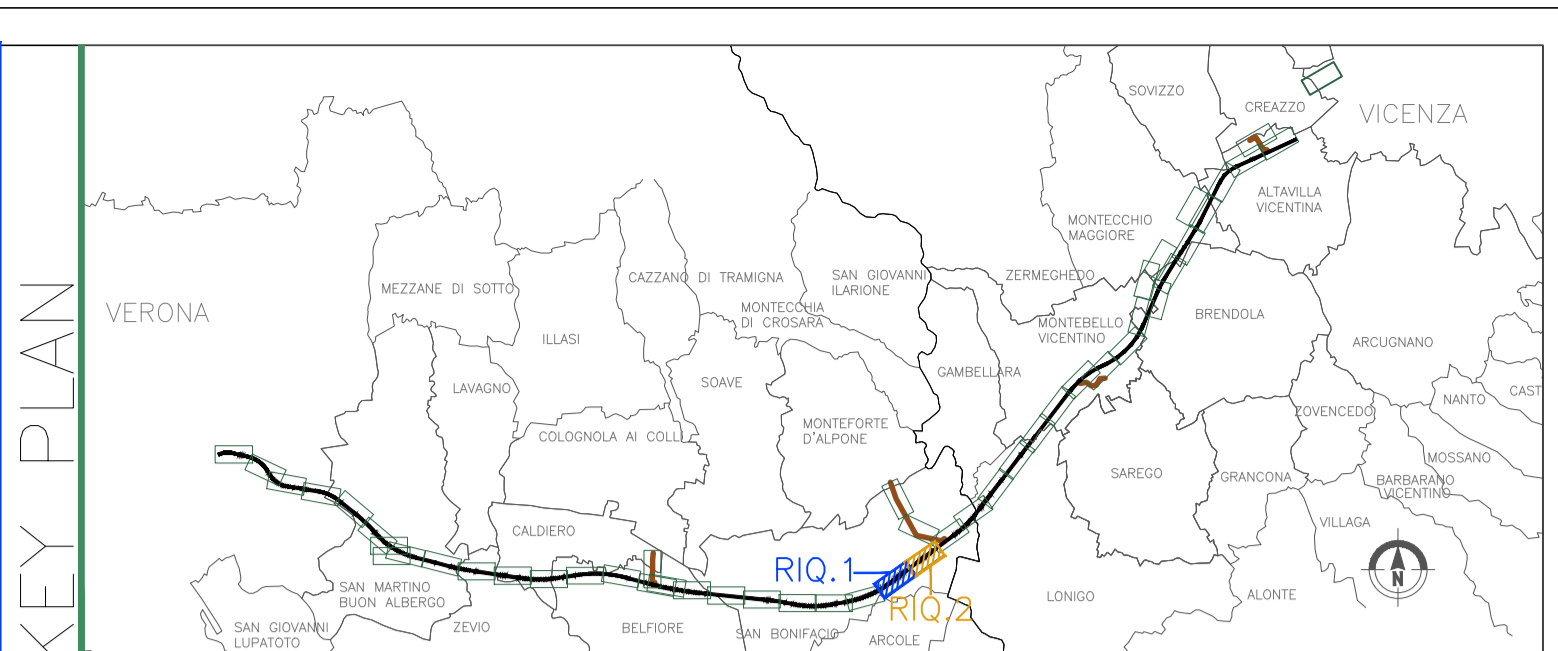 KEY PLAN
SOVIZZO
CREAZZO
VICENZA
ALTAVILLA
VICENTINA
MONTECCHIO
MAGGIORE
MEZZANE DI SOTTO
CAZZANO DI TRAMIGNA
SAN GIOVANNI
ILARIONE
ZERMEGHEDO
VERONA
MONTECCHIA
DI CROSARA
BRENDOLA
MONTEBELLO
VICENTINO
ILLASI
ARCUGNANO
LAVAGNO
SOAVE
GAMBELLARA
CAST
NANTO
ZOVENCEDO
MONTEFORTE
D'ALPONE
COLOGNOLA AI COLLI
MOSSANO
SAREGO
GRANCONA
BARBARANO
VICENTINO
VILLAGA
CALDIERO
RIQ.1
N
SAN MARTINO
BUON ALBERGO
LONIGO
ALONTE
RIQ.2
SAN GIOVANNI
LUPATOTO
ZEVIO
BELFIORE
SAN BONIFACIO
ARCOLE